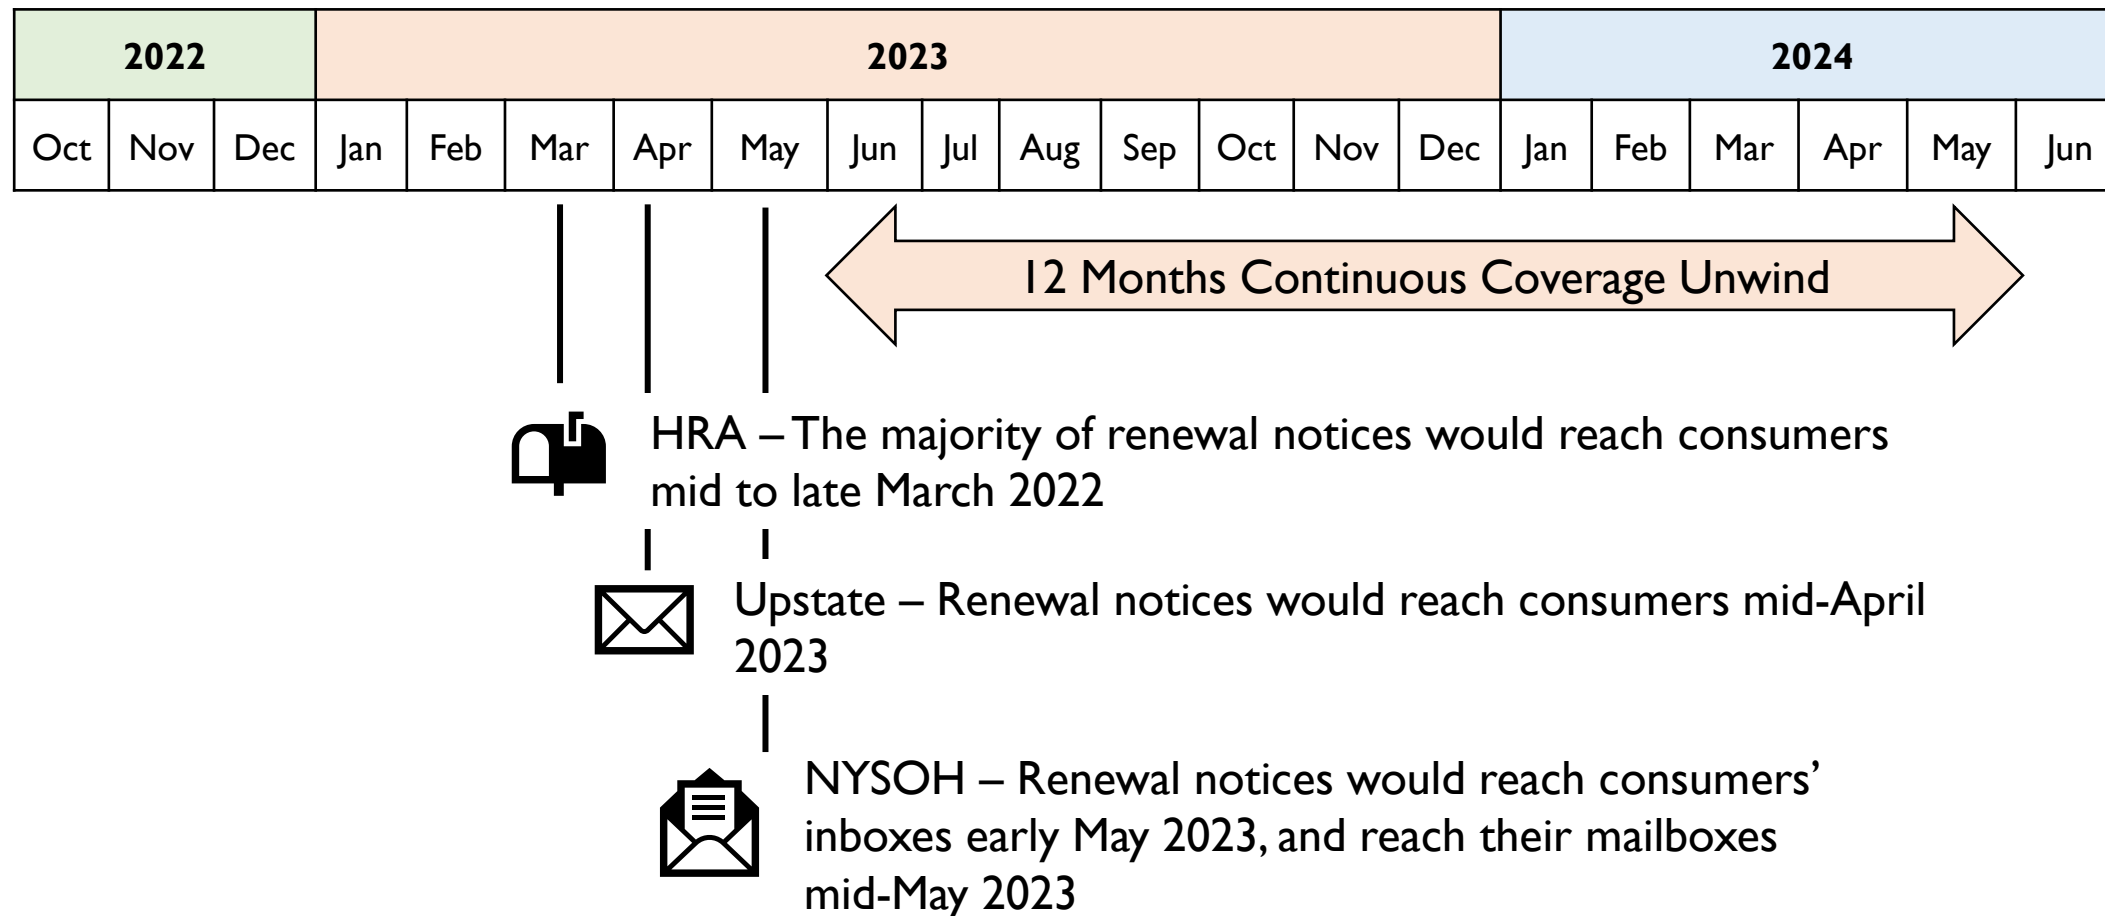 2022 2023 2024
Oct Nov Dec Jan Feb Mar Apr May Jun Jul Aug Sep Oct Nov Dec Jan Feb Mar Apr May Jun
12 Months Continuous Coverage Unwind
HRA – The majority of renewal notices would reach consumers
mid to late March 2022
Upstate – Renewal notices would reach consumers mid-April
2023
NYSOH – Renewal notices would reach consumers’
inboxes early May 2023, and reach their mailboxes
mid-May 2023